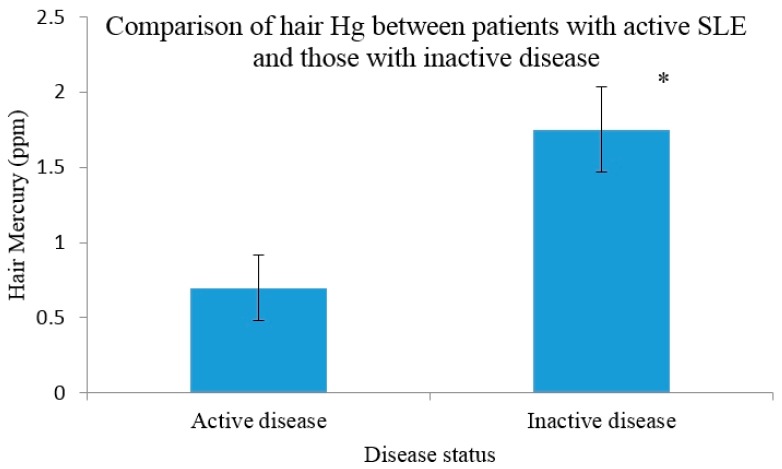 Comparison of hair Hg between patients with active SLE
and those with inactive disease
*
2.5
2
1.5
1
0.5
0
Hair Mercury (ppm)
Active disease
Inactive disease
Disease status